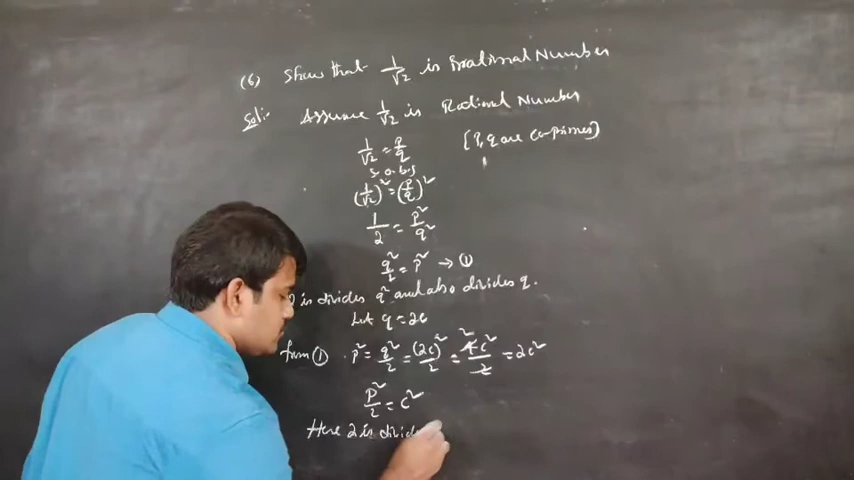 (6) Show that 1/√2 is Irrational Number
Sol:- Assume 1/√2 is Rational Number
1/√2 = p/q [P, q are co-primes]
S.O.B.S
(1/√2)² = (p/q)²
1/2 = p²/q²
q²/2 = p² → ①
2 is divides q² and also divides q.
Let q = 2c
from ① p² = q²/2 = (2c)²/2 = 4c²/2 = 2c²
p²/2 = c²
Here 2 is divide